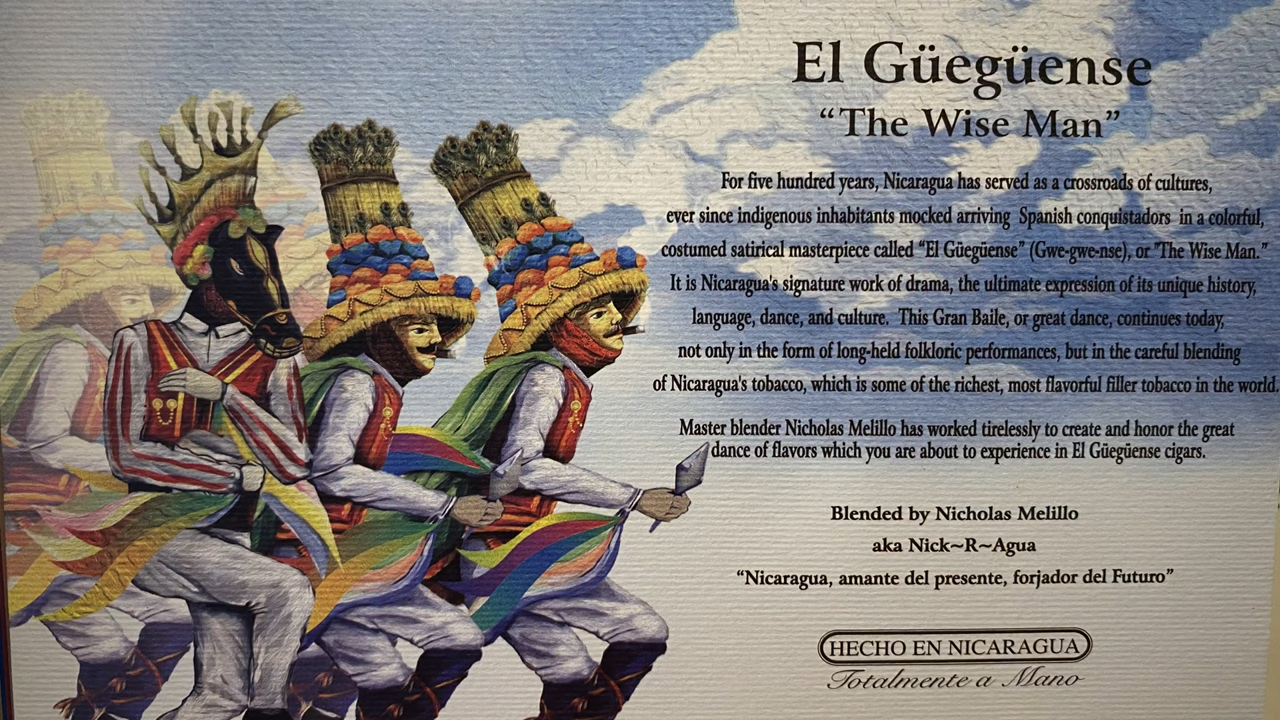 El Güegüense
“The Wise Man”
For five hundred years, Nicaragua has served as a crossroads of cultures,
ever since indigenous inhabitants mocked arriving Spanish conquistadors in a colorful,
costumed satirical masterpiece called “El Güegüense” (Gwe-gwe-nse), or "The Wise Man.”
It is Nicaragua's signature work of drama, the ultimate expression of its unique history,
language, dance, and culture. This Gran Baile, or great dance, continues today,
not only in the form of long-held folkloric performances, but in the careful blending
of Nicaragua's tobacco, which is some of the richest, most flavorful filler tobacco in the world.
Master blender Nicholas Melillo has worked tirelessly to create and honor the great
dance of flavors which you are about to experience in El Güegüense cigars.
Blended by Nicholas Melillo
aka Nick~R~Agua
“Nicaragua, amante del presente, forjador del Futuro”
HECHO EN NICARAGUA
Totalmente a Mano